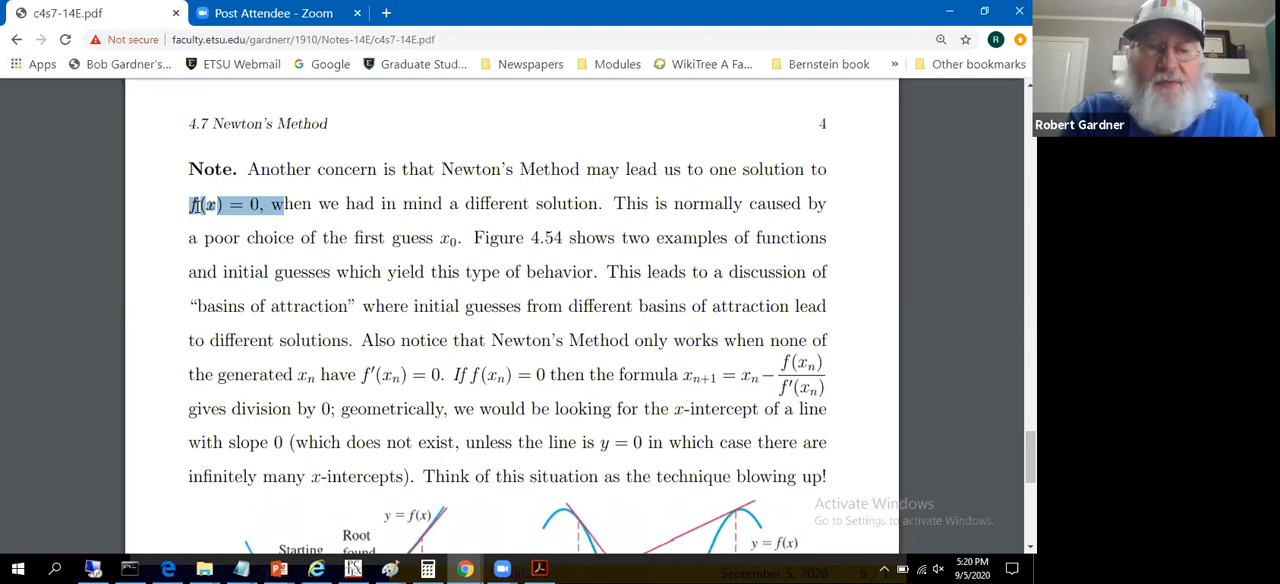 c4s7-14E.pdf
Post Attendee - Zoom
Not secure | faculty.etsu.edu/gardnerr/1910/Notes-14E/c4s7-14E.pdf
R
Apps Bob Gardner's... ETSU Webmail Google Graduate Stud... Newspapers Modules WikiTree A Fa... Bernstein book » Other bookmarks
Robert Gardner
4.7 Newton's Method 4
Note. Another concern is that Newton's Method may lead us to one solution to
f(x) = 0, when we had in mind a different solution. This is normally caused by
a poor choice of the first guess x₀. Figure 4.54 shows two examples of functions
and initial guesses which yield this type of behavior. This leads to a discussion of
“basins of attraction” where initial guesses from different basins of attraction lead
to different solutions. Also notice that Newton's Method only works when none of
the generated xₙ have f′(xₙ) = 0. If f(xₙ) = 0 then the formula xₙ₊₁ = xₙ − f(xₙ)/f′(xₙ)
gives division by 0; geometrically, we would be looking for the x-intercept of a line
with slope 0 (which does not exist, unless the line is y = 0 in which case there are
infinitely many x-intercepts). Think of this situation as the technique blowing up!
Activate Windows
Go to Settings to activate Windows.
y = f(x)
Root
found
Starting
y = f(x)
September 5, 2020
5:20 PM
9/5/2020